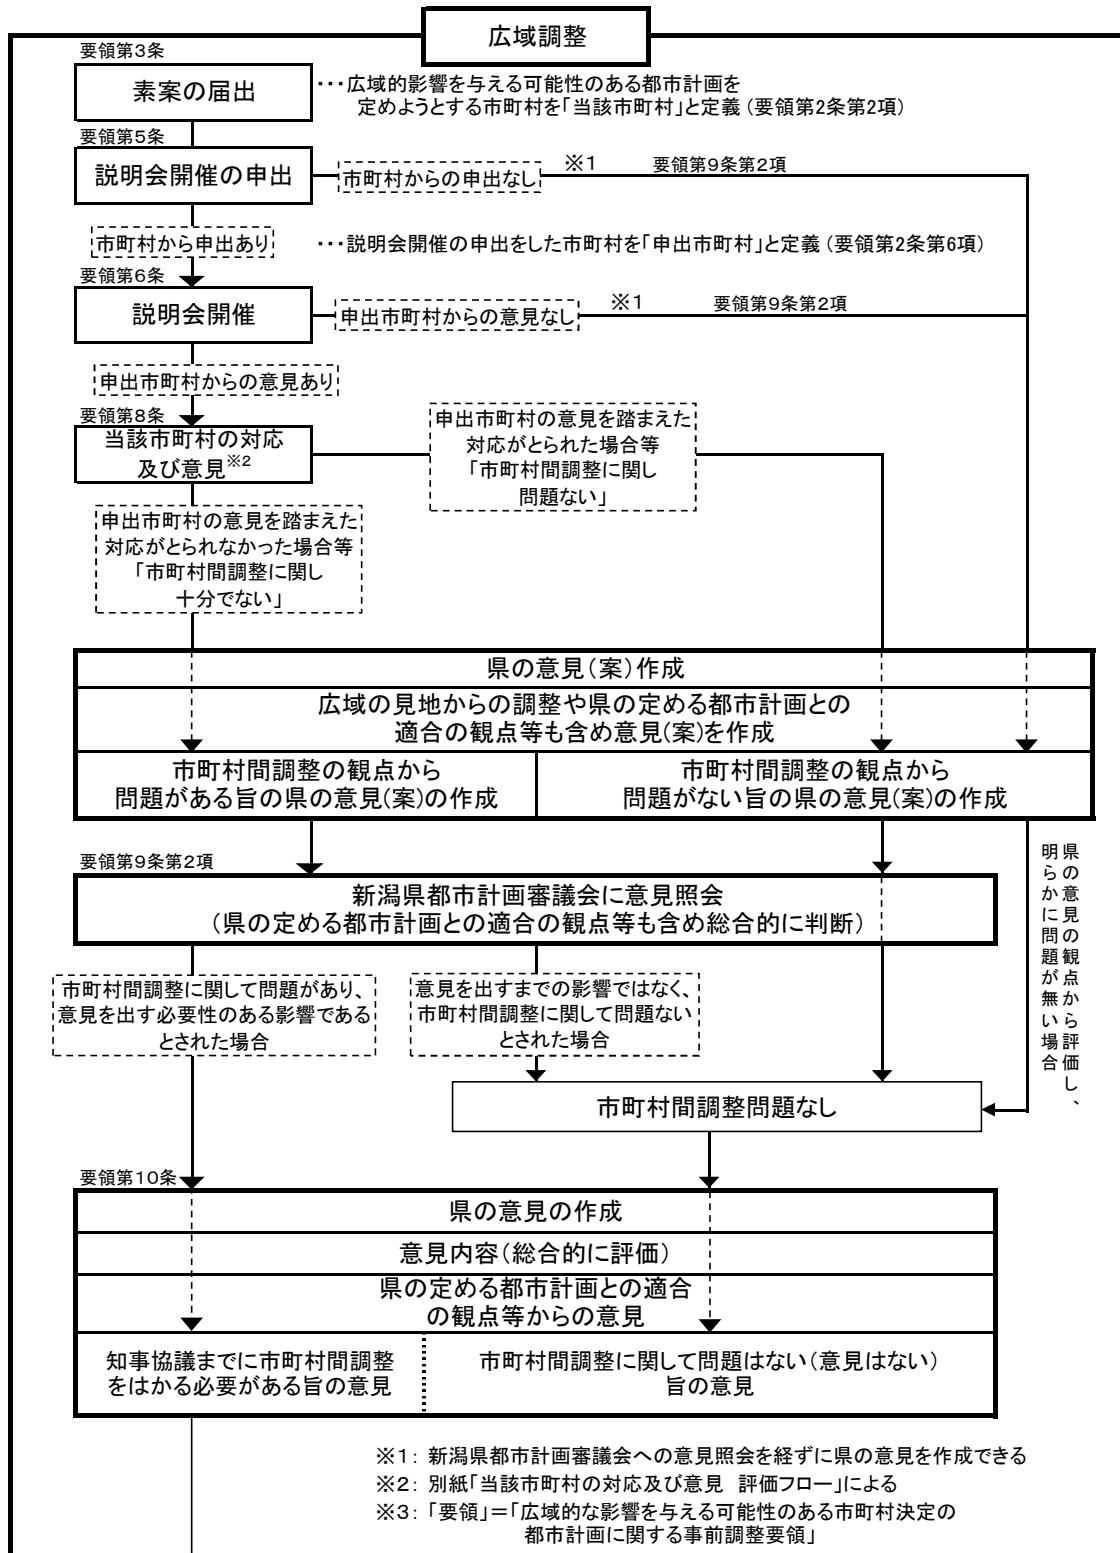 広域調整
要領第３条
素案の届出
･･･広域的影響を与える可能性のある都市計画を
定めようとする市町村を｢当該市町村｣と定義（要領第2条第2項）
要領第５条
説明会開催の申出
市町村からの申出なし
※１
要領第９条第２項
市町村から申出あり
･･･説明会開催の申出をした市町村を｢申出市町村｣と定義（要領第2条第6項）
要領第６条
説明会開催
申出市町村からの意見なし
※１
要領第９条第２項
申出市町村からの意見あり
要領第８条
当該市町村の対応
及び意見※２
申出市町村の意見を踏まえた
対応がとられた場合等
「市町村間調整に関し
問題ない」
申出市町村の意見を踏まえた
対応がとられなかった場合等
「市町村間調整に関し
十分でない」
県の意見（案）作成
広域の見地からの調整や県の定める都市計画との
適合の観点等も含め意見(案)を作成
市町村間調整の観点から
問題がある旨の県の意見(案)の作成
市町村間調整の観点から
問題がない旨の県の意見(案)の作成
県の意見の観点から評価し、
明らかに問題が無い場合
要領第９条第２項
新潟県都市計画審議会に意見照会
（県の定める都市計画との適合の観点等も含め総合的に判断）
市町村間調整に関して問題があり、
意見を出す必要性のある影響である
とされた場合
意見を出すまでの影響ではなく、
市町村間調整に関して問題ない
とされた場合
市町村間調整問題なし
要領第１０条
県の意見の作成
意見内容（総合的に評価）
県の定める都市計画との適合
の観点等からの意見
知事協議までに市町村間調整
をはかる必要がある旨の意見
市町村間調整に関して問題はない（意見はない）
旨の意見
※１： 新潟県都市計画審議会への意見照会を経ずに県の意見を作成できる
※２： 別紙「当該市町村の対応及び意見 評価フロー」による
※３： 「要領」＝「広域的な影響を与える可能性のある市町村決定の
都市計画に関する事前調整要領」